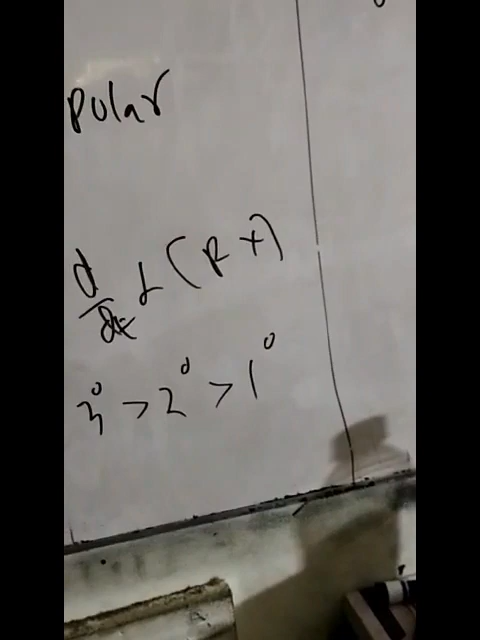 Polar
d/dt α (R x)
3° > 2° > 1°